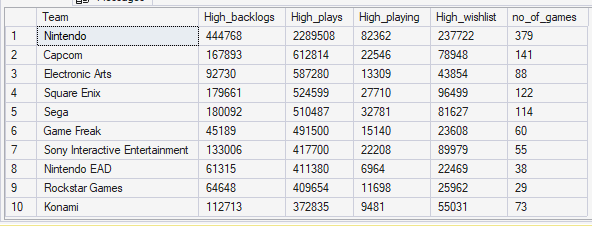 Team High_backlogs High_plays High_playing High_wishlist no_of_games
1 Nintendo 444768 2289508 82362 237722 379
2 Capcom 167893 612814 22546 78948 141
3 Electronic Arts 92730 587280 13309 43854 88
4 Square Enix 179661 524599 27710 96499 122
5 Sega 180092 510487 32781 81627 114
6 Game Freak 45189 491500 15140 23608 60
7 Sony Interactive Entertainment 133006 417700 22208 89979 55
8 Nintendo EAD 61315 411380 6964 22469 38
9 Rockstar Games 64648 409654 11698 25962 29
10 Konami 112713 372835 9481 55031 73